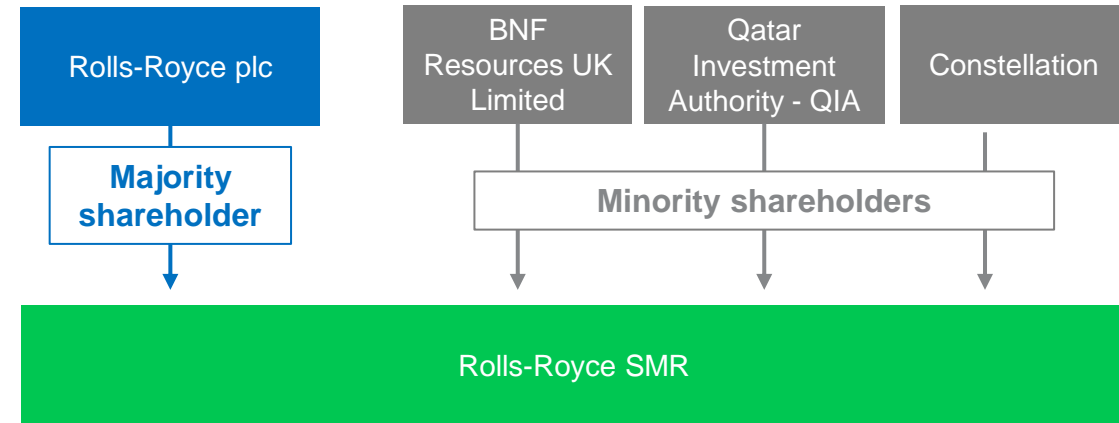 Rolls-Royce plc
BNF
Resources UK
Limited
Qatar
Investment
Authority - QIA
Constellation
Majority
shareholder
Minority shareholders
Rolls-Royce SMR